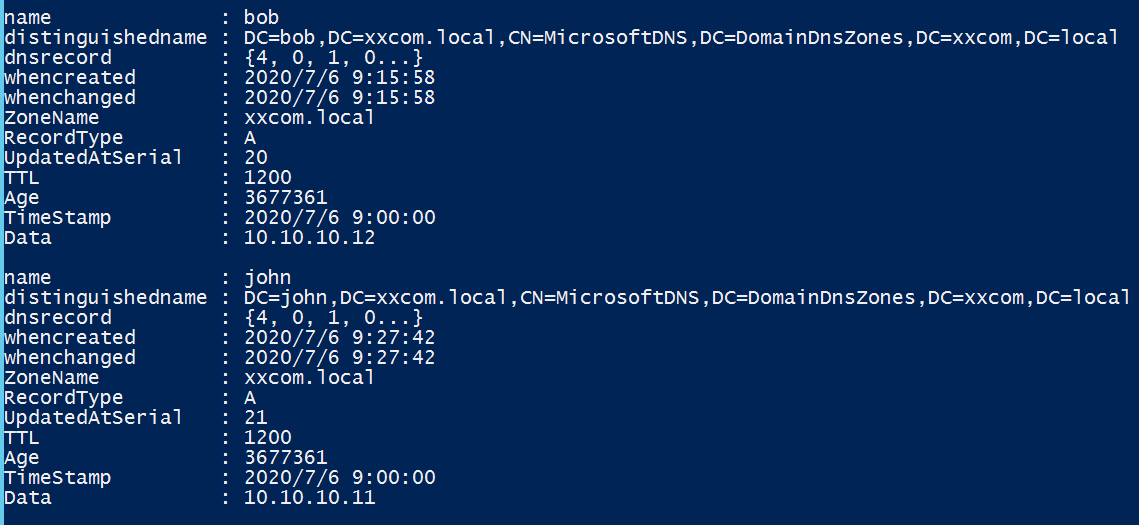 name              : bob
distinguishedname : DC=bob,DC=xxcom.local,CN=MicrosoftDNS,DC=DomainDnsZones,DC=xxcom,DC=local
dnsrecord         : {4, 0, 1, 0...}
whencreated       : 2020/7/6 9:15:58
whenchanged       : 2020/7/6 9:15:58
ZoneName          : xxcom.local
RecordType        : A
UpdatedAtSerial   : 20
TTL               : 1200
Age               : 3677361
TimeStamp         : 2020/7/6 9:00:00
Data              : 10.10.10.12

name              : john
distinguishedname : DC=john,DC=xxcom.local,CN=MicrosoftDNS,DC=DomainDnsZones,DC=xxcom,DC=local
dnsrecord         : {4, 0, 1, 0...}
whencreated       : 2020/7/6 9:27:42
whenchanged       : 2020/7/6 9:27:42
ZoneName          : xxcom.local
RecordType        : A
UpdatedAtSerial   : 21
TTL               : 1200
Age               : 3677361
TimeStamp         : 2020/7/6 9:00:00
Data              : 10.10.10.11